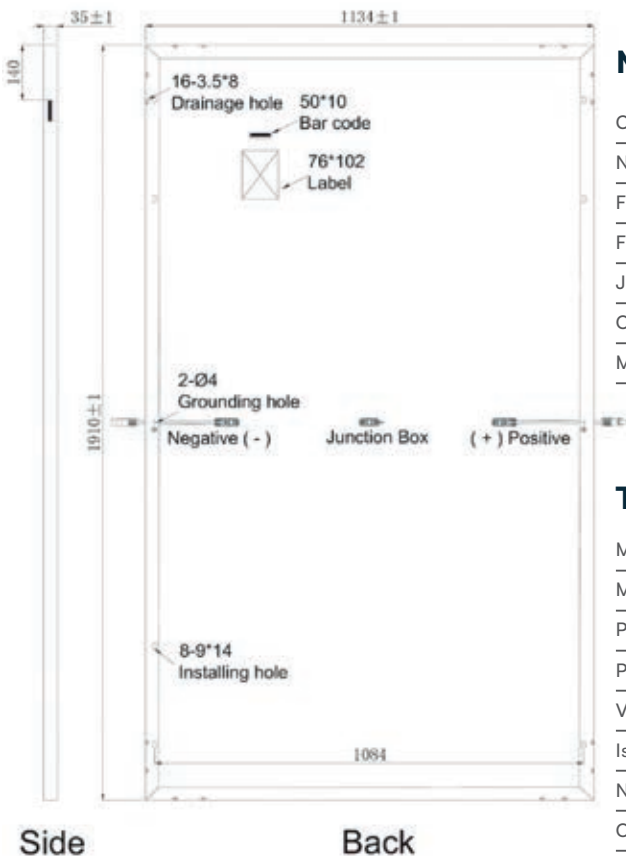 35±1
1134±1
140
16-3.5*8
Drainage hole
50*10
Bar code
76*102
Label
1910±1
2-Ø4
Grounding hole
Negative ( - )
Junction Box
( + ) Positive
8-9*14
Installing hole
1084
Side
Back
N
C
N
F
F
J
C
M
T
M
M
P
P
V
Is
N
C